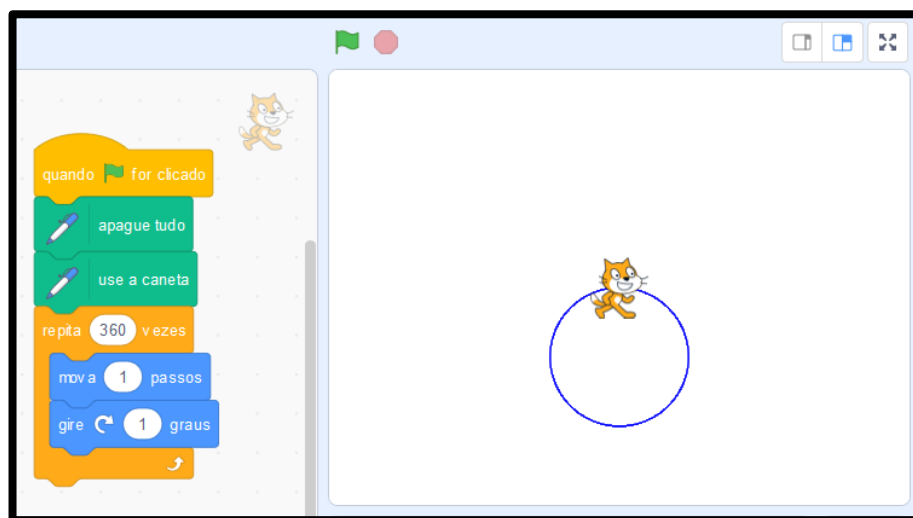 quando for clicado
apague tudo
use a caneta
repita 360 vezes
mova 1 passos
gire 1 graus